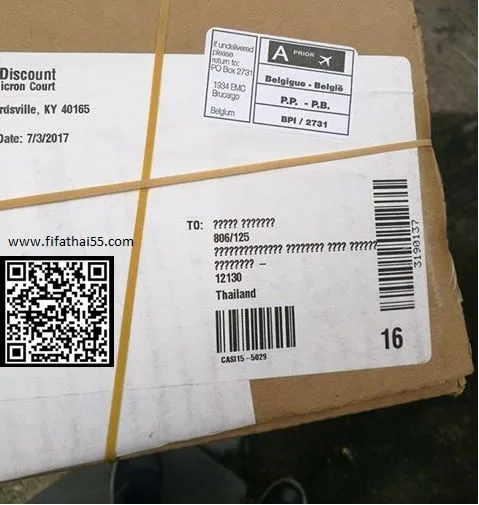 Discount
icron Court
rdsville, KY 40165
Date: 7/3/2017
If undelivered
please
return to:
PO Box 2731
1934 EMC
Brucargo
Belgium
A PRIOR
Belgique - België
P.P. - P.B.
BPI / 2731
www.fifathai55.com
TO: ????? ???????
806/125
?????????????? ???????? ???? ??????
???????? –
12130
Thailand
CASI15-5029
3190137
16